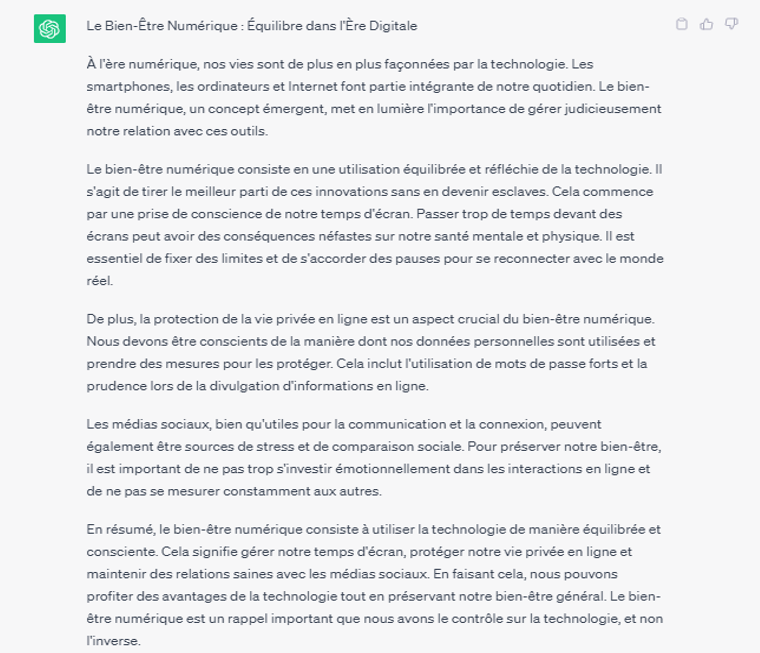 Le Bien-Être Numérique : Équilibre dans l'Ère Digitale
À l'ère numérique, nos vies sont de plus en plus façonnées par la technologie. Les
smartphones, les ordinateurs et Internet font partie intégrante de notre quotidien. Le bien-
être numérique, un concept émergent, met en lumière l'importance de gérer judicieusement
notre relation avec ces outils.
Le bien-être numérique consiste en une utilisation équilibrée et réfléchie de la technologie. Il
s'agit de tirer le meilleur parti de ces innovations sans en devenir esclaves. Cela commence
par une prise de conscience de notre temps d'écran. Passer trop de temps devant des
écrans peut avoir des conséquences néfastes sur notre santé mentale et physique. Il est
essentiel de fixer des limites et de s'accorder des pauses pour se reconnecter avec le monde
réel.
De plus, la protection de la vie privée en ligne est un aspect crucial du bien-être numérique.
Nous devons être conscients de la manière dont nos données personnelles sont utilisées et
prendre des mesures pour les protéger. Cela inclut l'utilisation de mots de passe forts et la
prudence lors de la divulgation d'informations en ligne.
Les médias sociaux, bien qu'utiles pour la communication et la connexion, peuvent
également être sources de stress et de comparaison sociale. Pour préserver notre bien-être,
il est important de ne pas trop s'investir émotionnellement dans les interactions en ligne et
de ne pas se mesurer constamment aux autres.
En résumé, le bien-être numérique consiste à utiliser la technologie de manière équilibrée et
consciente. Cela signifie gérer notre temps d'écran, protéger notre vie privée en ligne et
maintenir des relations saines avec les médias sociaux. En faisant cela, nous pouvons
profiter des avantages de la technologie tout en préservant notre bien-être général. Le bien-
être numérique est un rappel important que nous avons le contrôle sur la technologie, et non
l'inverse.